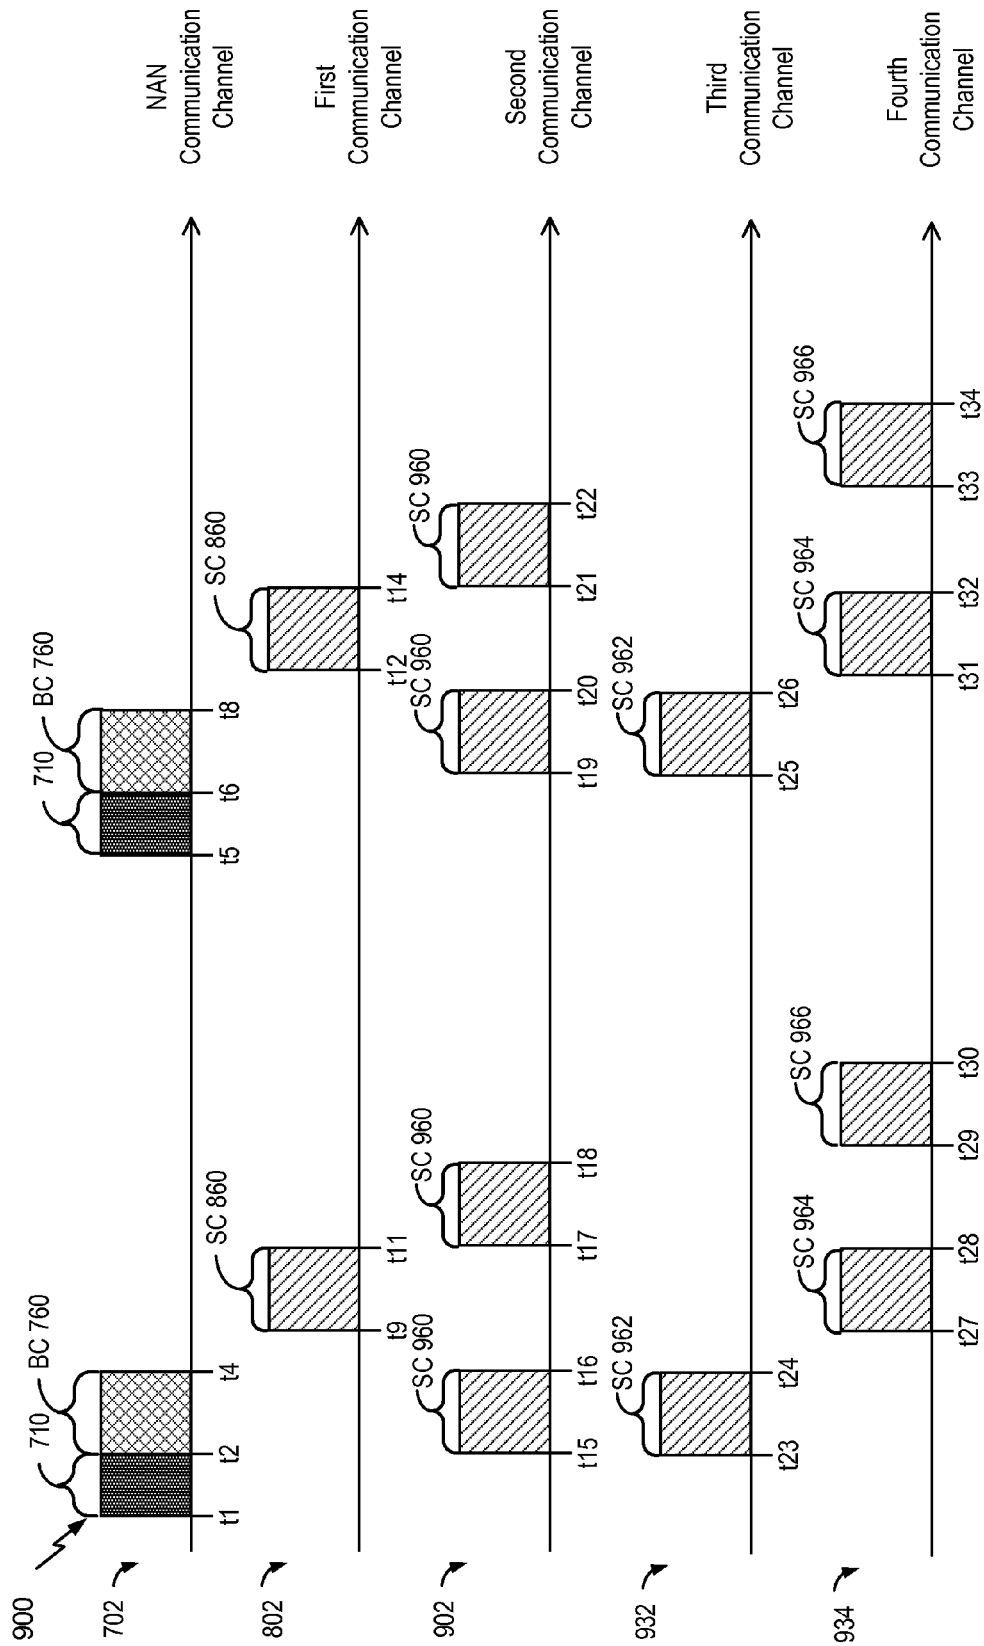 900
702
710
BC 760
710
BC 760
t1
t2
t4
t5
t6
t8
NAN
Communication
Channel
802
SC 860
SC 860
t9
t11
t12
t14
First
Communication
Channel
902
SC 960
SC 960
SC 960
SC 960
t15
t16
t17
t18
t19
t20
t21
t22
Second
Communication
Channel
932
SC 962
SC 962
t23
t24
t25
t26
Third
Communication
Channel
934
SC 964
SC 966
SC 964
SC 966
t27
t28
t29
t30
t31
t32
t33
t34
Fourth
Communication
Channel